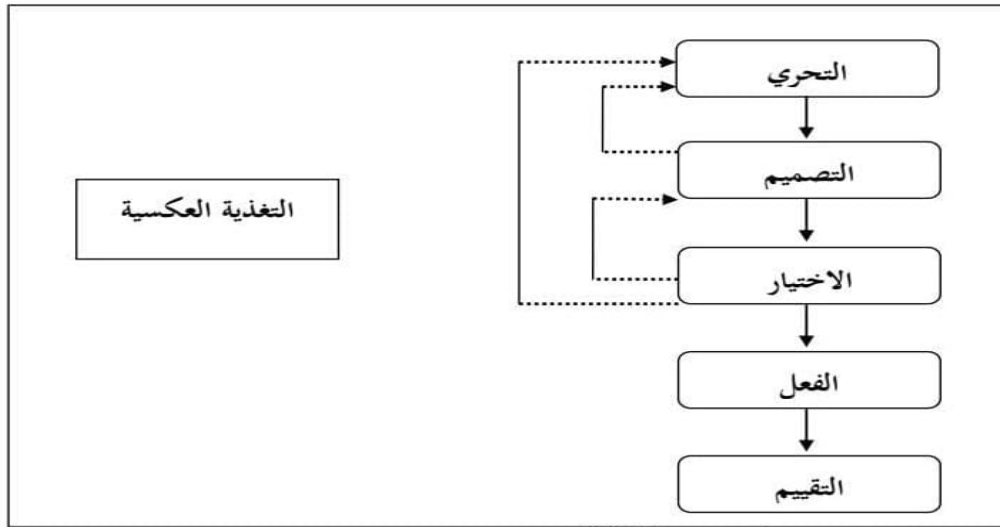 التحري
التصميم
التغذية العكسية
الاختيار
الفعل
التقييم